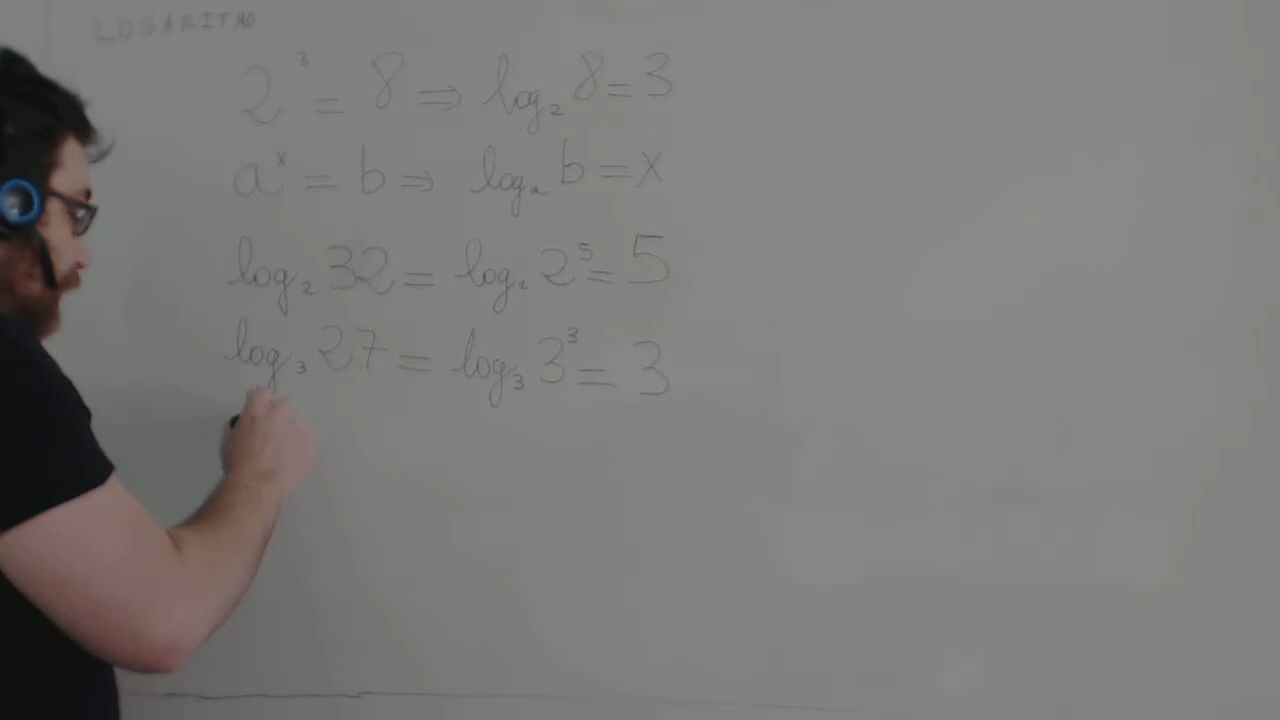 LOGARITMO
2³ = 8 ⇒ log₂ 8 = 3
aˣ = b ⇒ logₐ b = x
log₂ 32 = log₂ 2⁵ = 5
log₃ 27 = log₃ 3³ = 3